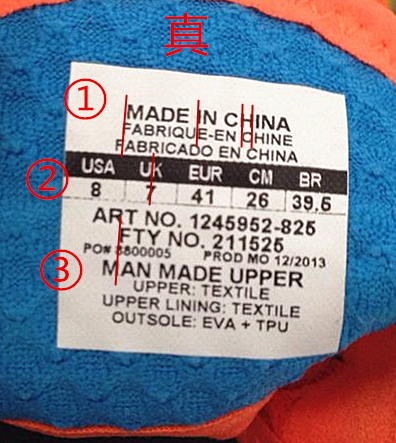 真
① MADE IN CHINA
FABRIQUE-EN CHINE
FABRICADO EN CHINA
② USA UK EUR CM BR
8 7 41 26 39.5
ART NO. 1245952-825
FTY NO. 211525
PO# 8800005 PROD MO 12/2013
③ MAN MADE UPPER
UPPER: TEXTILE
UPPER LINING: TEXTILE
OUTSOLE: EVA + TPU